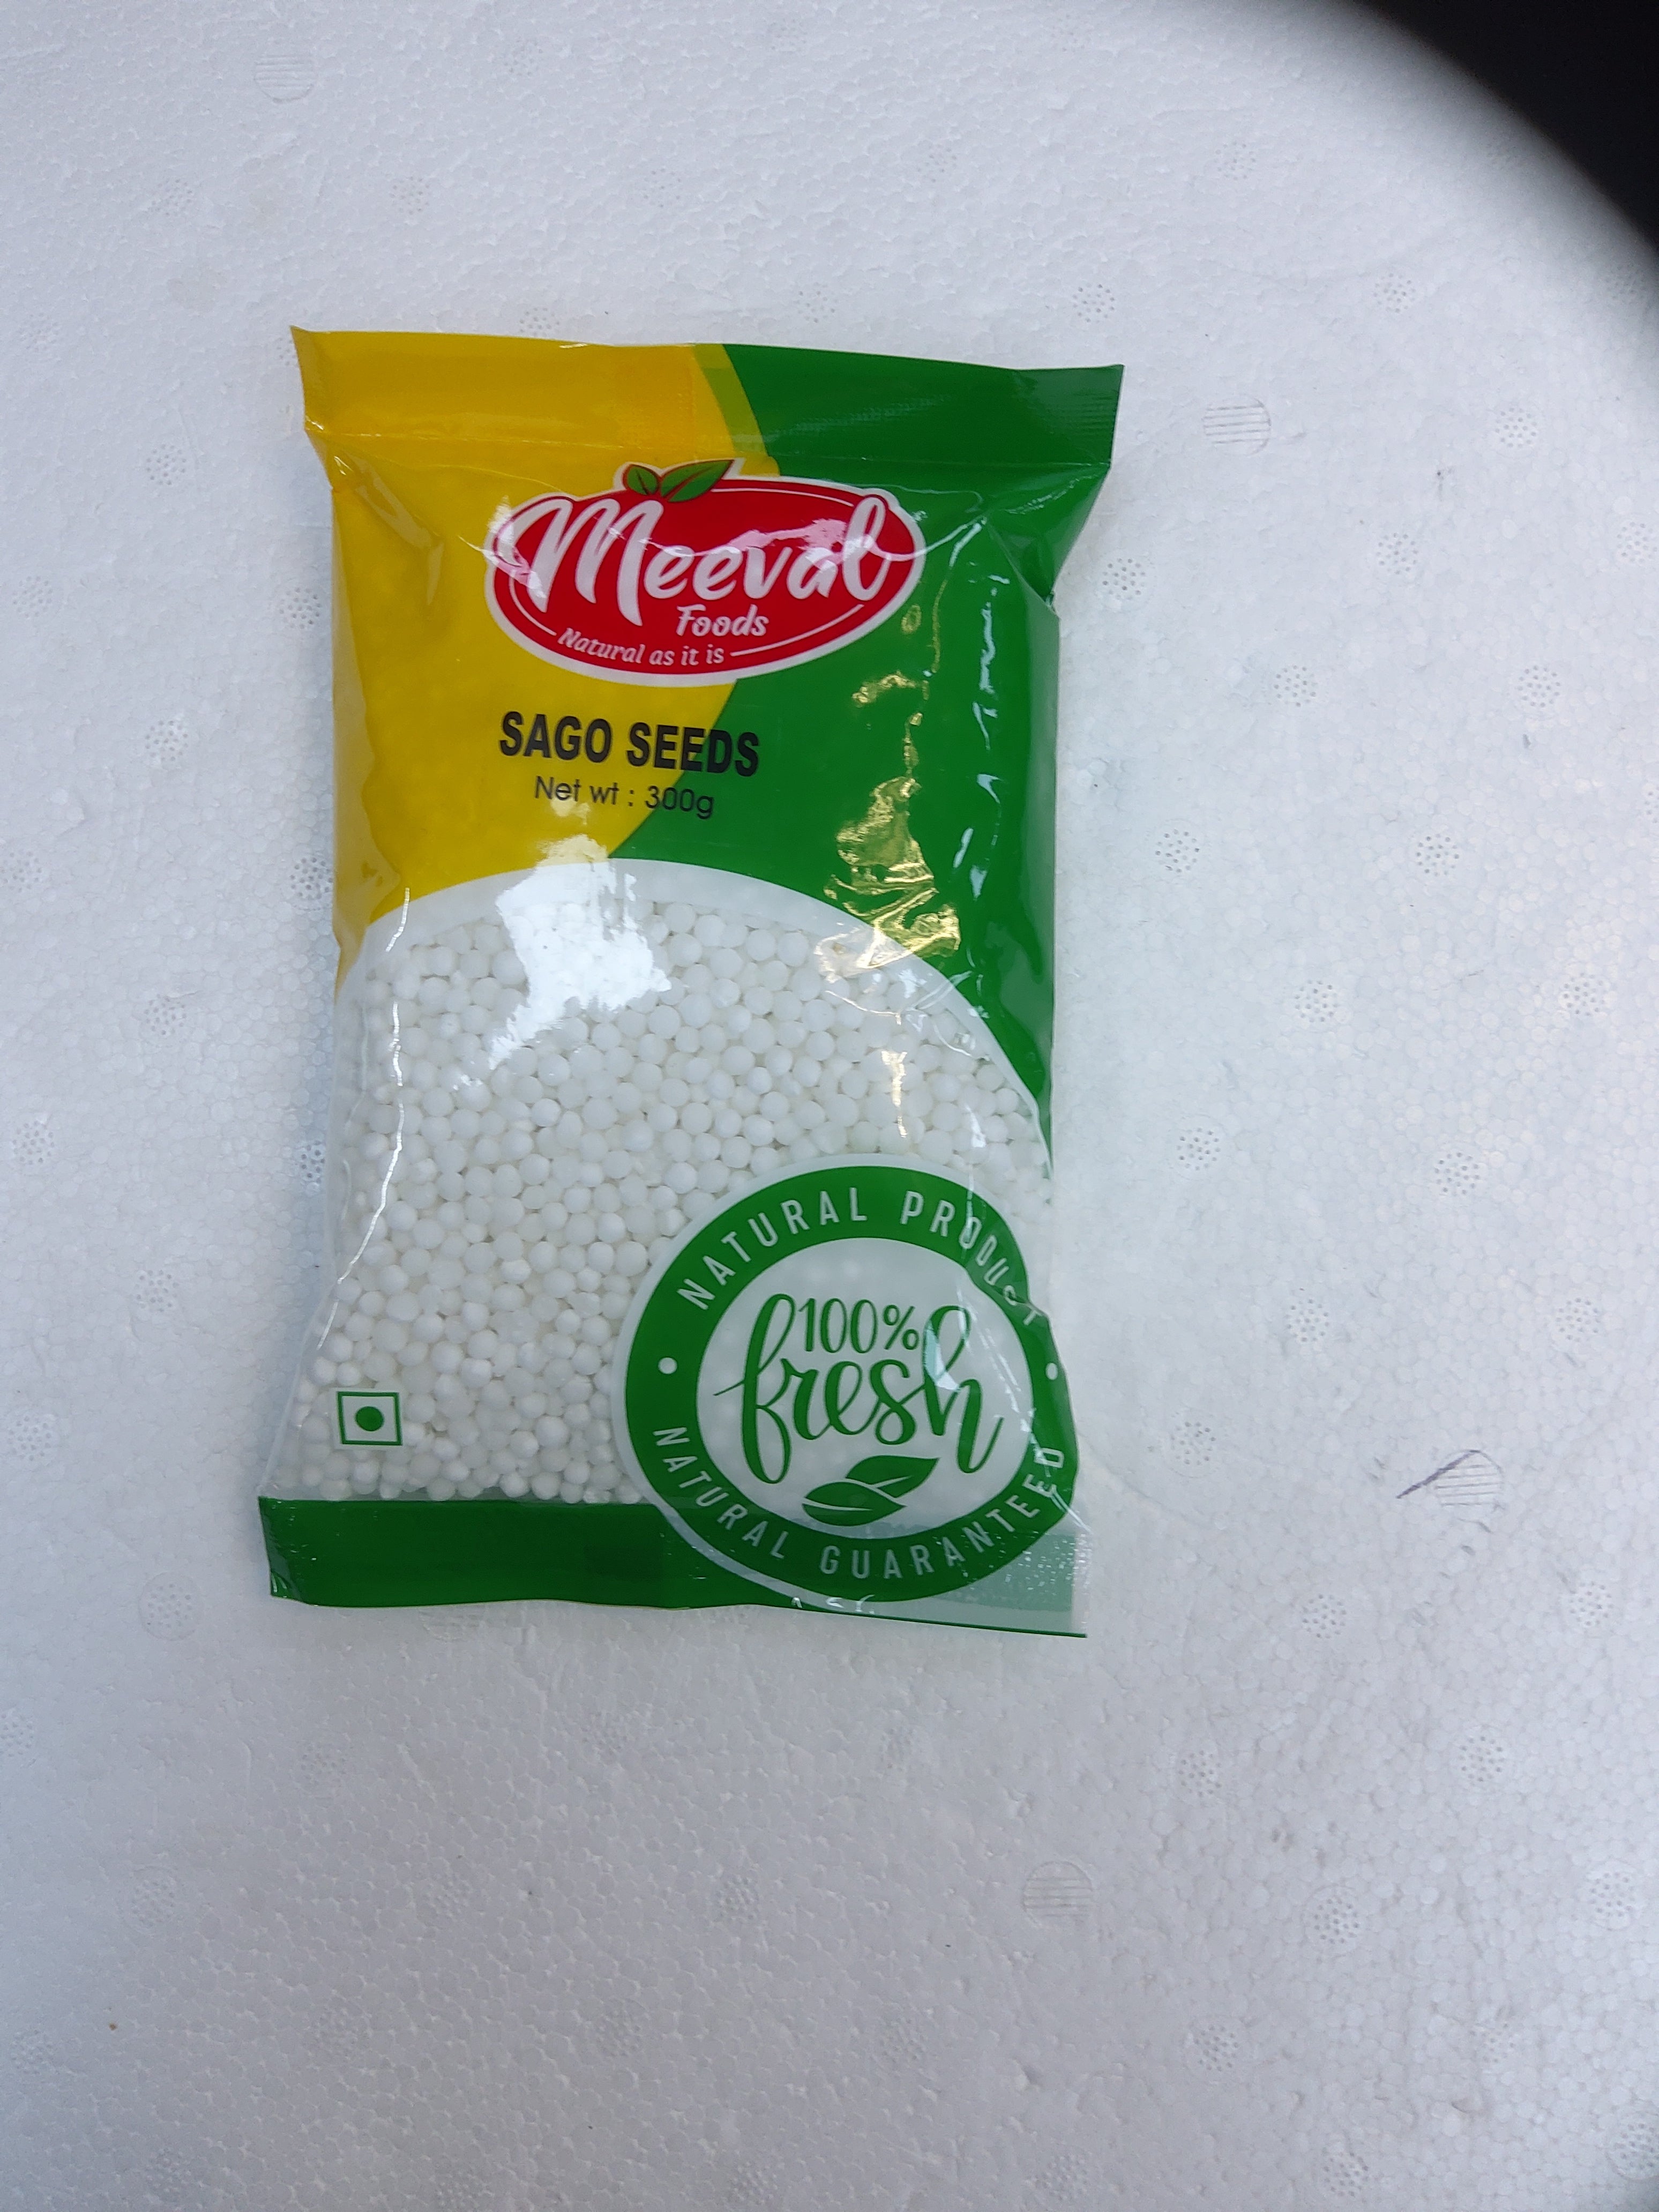 Meeval
Foods
Natural as it is
SAGO SEEDS
Net wt : 300g
NATURAL PRODUCT
100%
fresh
NATURAL GUARANTEED